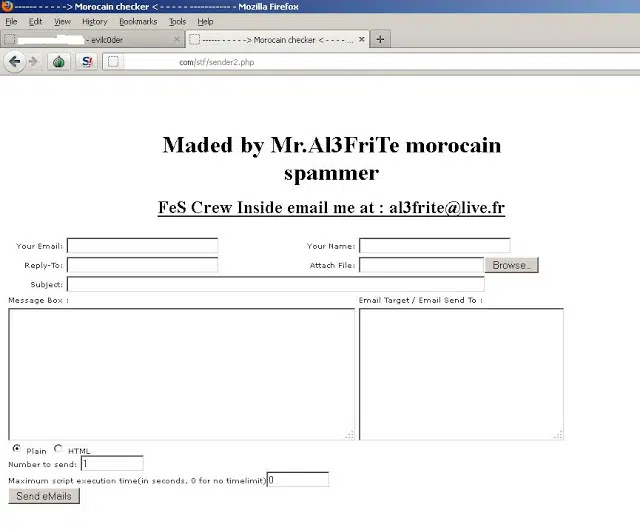 ------ - - - - -> Morocain checker < - - - - - -------------- - Mozilla Firefox
File Edit View History Bookmarks Tools Help
- evilc0der
------ - - - - -> Morocain checker < - - - - ...
com/stf/sender2.php
Maded by Mr.Al3FriTe morocain
spammer
FeS Crew Inside email me at : al3frite@live.fr
Your Email: Your Name:
Reply-To: Attach File: Browse...
Subject:
Message Box : Email Target / Email Send To :
Plain HTML
Number to send: 1
Maximum script execution time(in seconds, 0 for no timelimit) 0
Send eMails